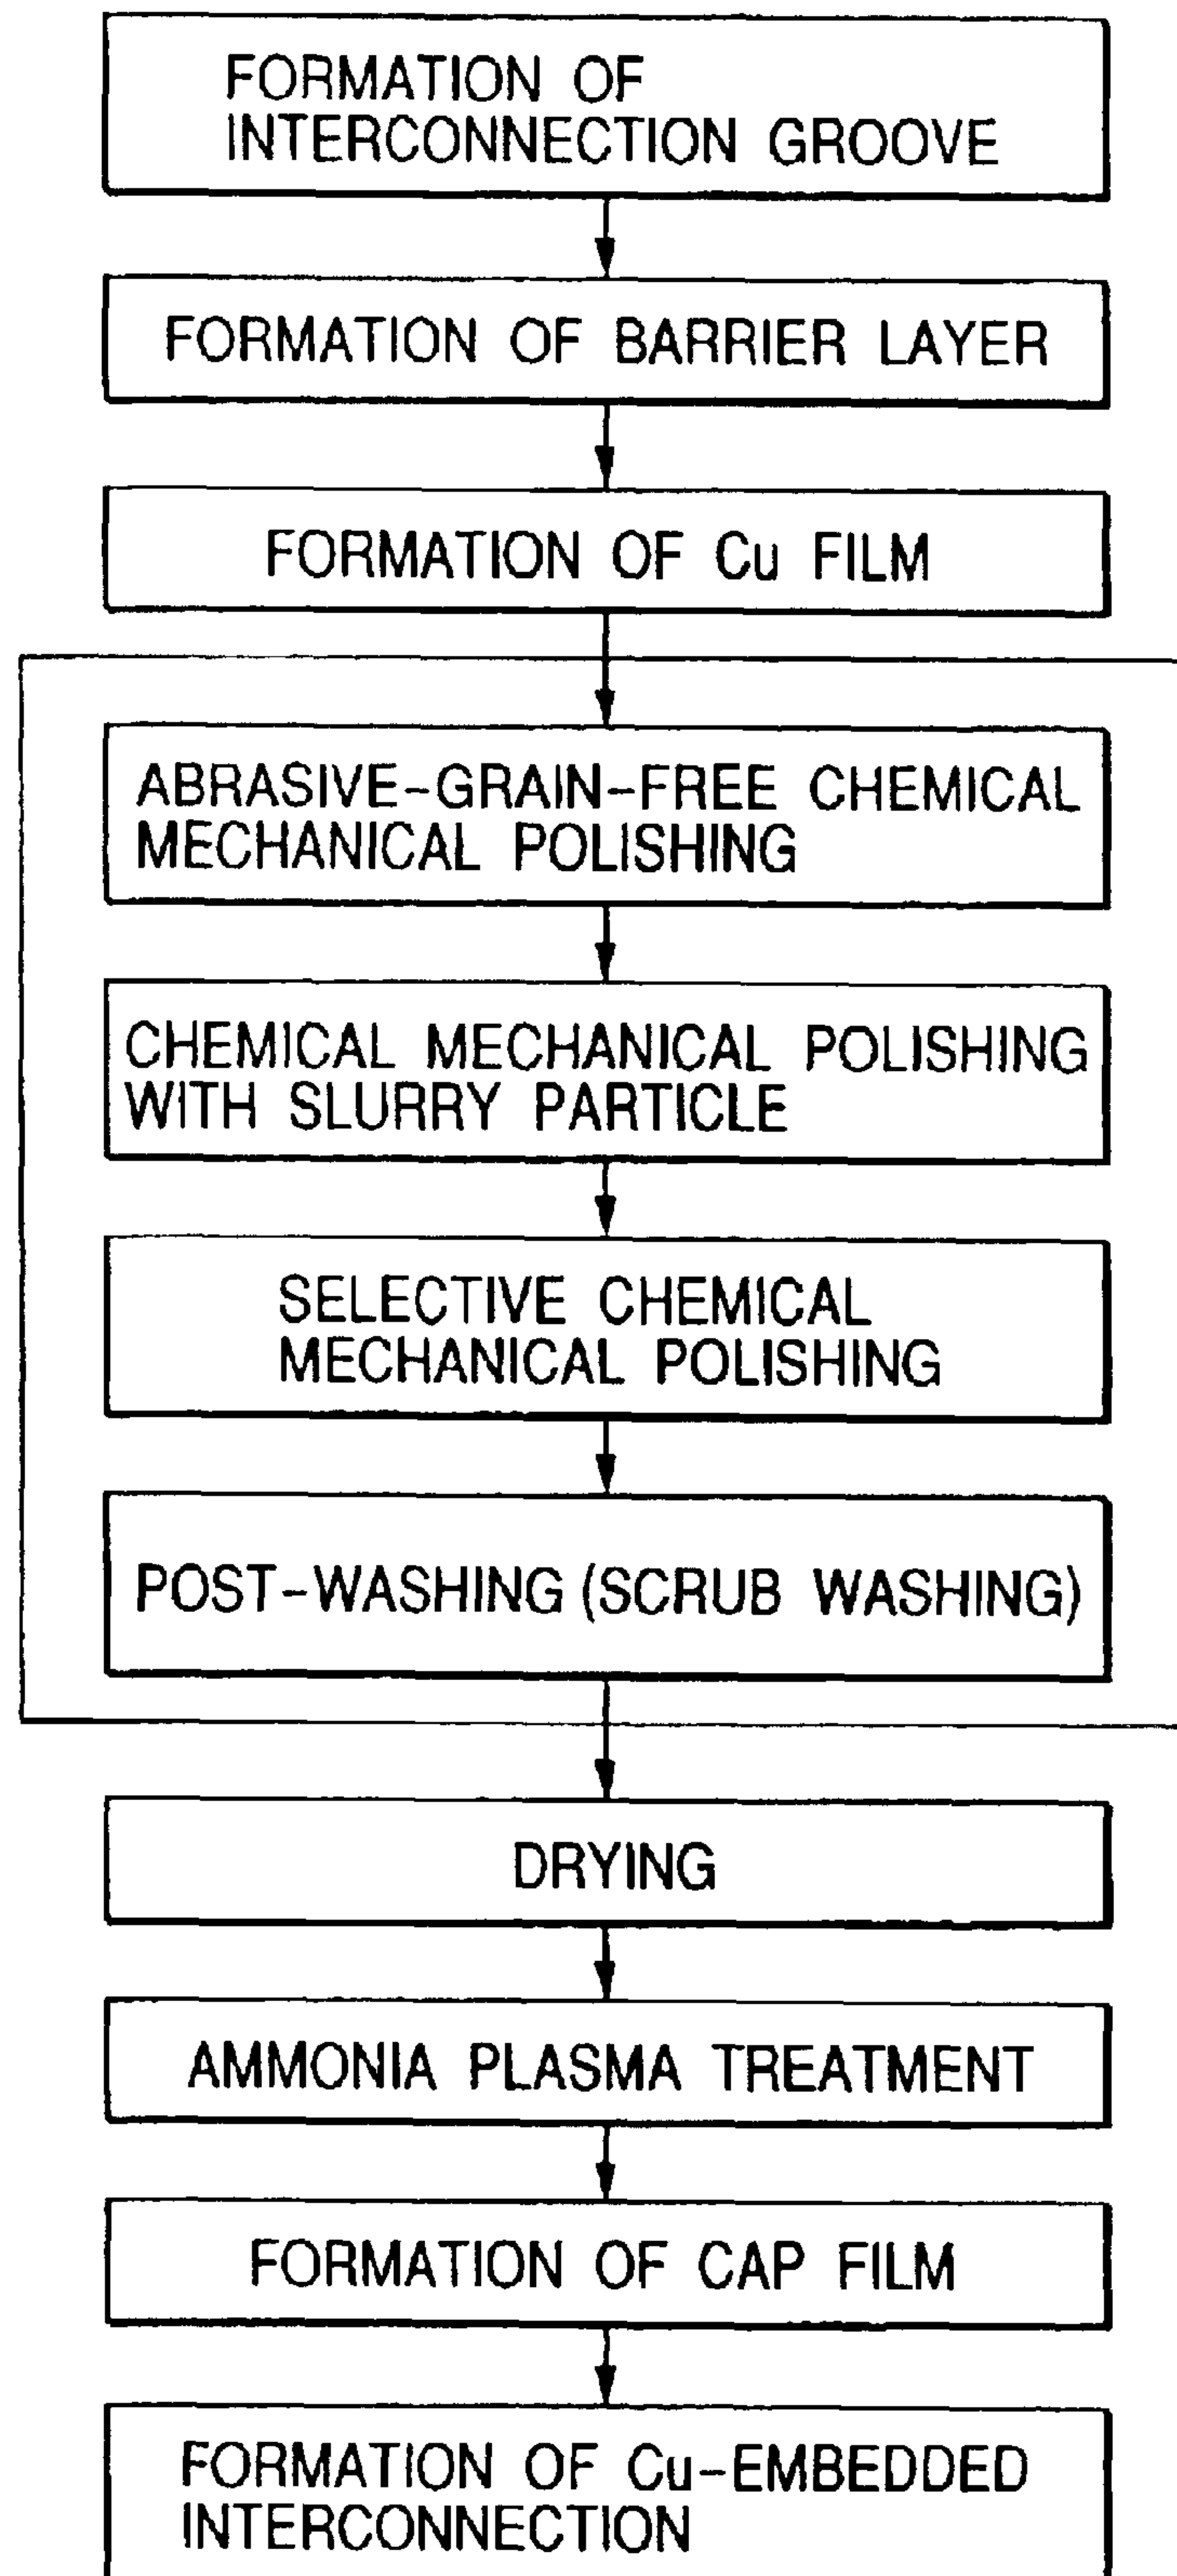 FORMATION OF
INTERCONNECTION GROOVE
FORMATION OF BARRIER LAYER
FORMATION OF Cu FILM
ABRASIVE-GRAIN-FREE CHEMICAL
MECHANICAL POLISHING
CHEMICAL MECHANICAL POLISHING
WITH SLURRY PARTICLE
SELECTIVE CHEMICAL
MECHANICAL POLISHING
POST-WASHING (SCRUB WASHING)
DRYING
AMMONIA PLASMA TREATMENT
FORMATION OF CAP FILM
FORMATION OF Cu-EMBEDDED
INTERCONNECTION